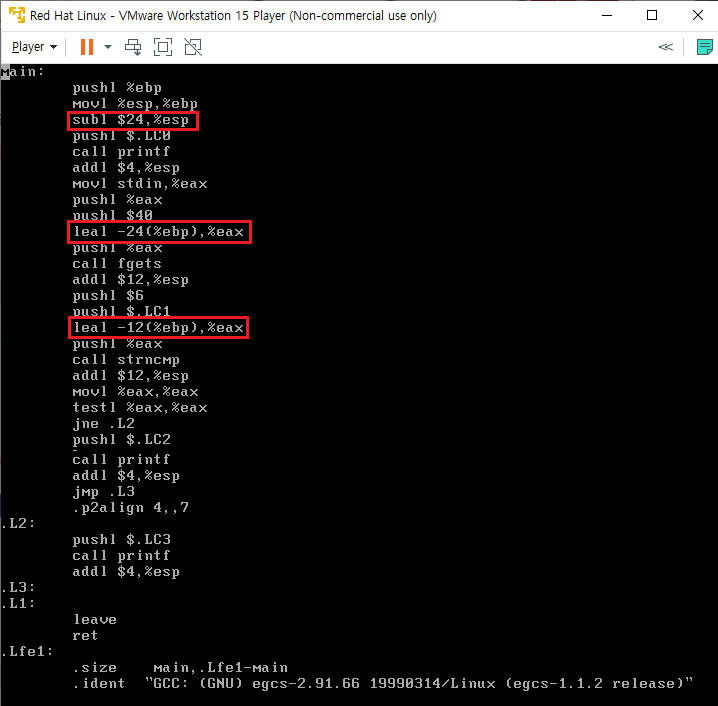 Red Hat Linux - VMware Workstation 15 Player (Non-commercial use only)
Player
main:
pushl %ebp
movl %esp,%ebp
subl $24,%esp
pushl $.LC0
call printf
addl $4,%esp
movl stdin,%eax
pushl %eax
pushl $40
leal -24(%ebp),%eax
pushl %eax
call fgets
addl $12,%esp
pushl $6
pushl $.LC1
leal -12(%ebp),%eax
pushl %eax
call strncmp
addl $12,%esp
movl %eax,%eax
testl %eax,%eax
jne .L2
pushl $.LC2
call printf
addl $4,%esp
jmp .L3
.p2align 4,,7
.L2:
pushl $.LC3
call printf
addl $4,%esp
.L3:
.L1:
leave
ret
.Lfe1:
.size main,.Lfe1-main
.ident "GCC: (GNU) egcs-2.91.66 19990314/Linux (egcs-1.1.2 release)"